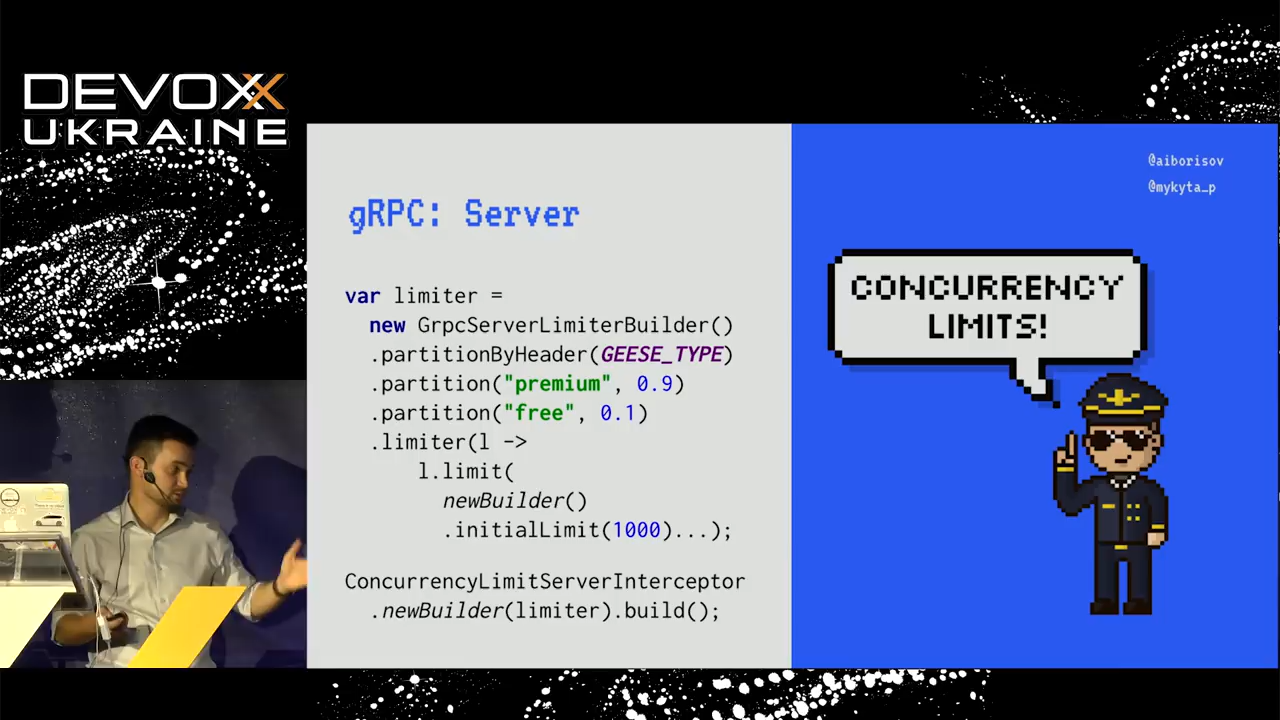 DEVOXX
UKRAINE
@aiborisov
@mykyta_p
gRPC: Server
var limiter =
new GrpcServerLimiterBuilder()
.partitionByHeader(GEESE_TYPE)
.partition("premium", 0.9)
.partition("free", 0.1)
.limiter(l ->
l.limit(
newBuilder()
.initialLimit(1000)...);
ConcurrencyLimitServerInterceptor
.newBuilder(limiter).build();
CONCURRENCY
LIMITS!